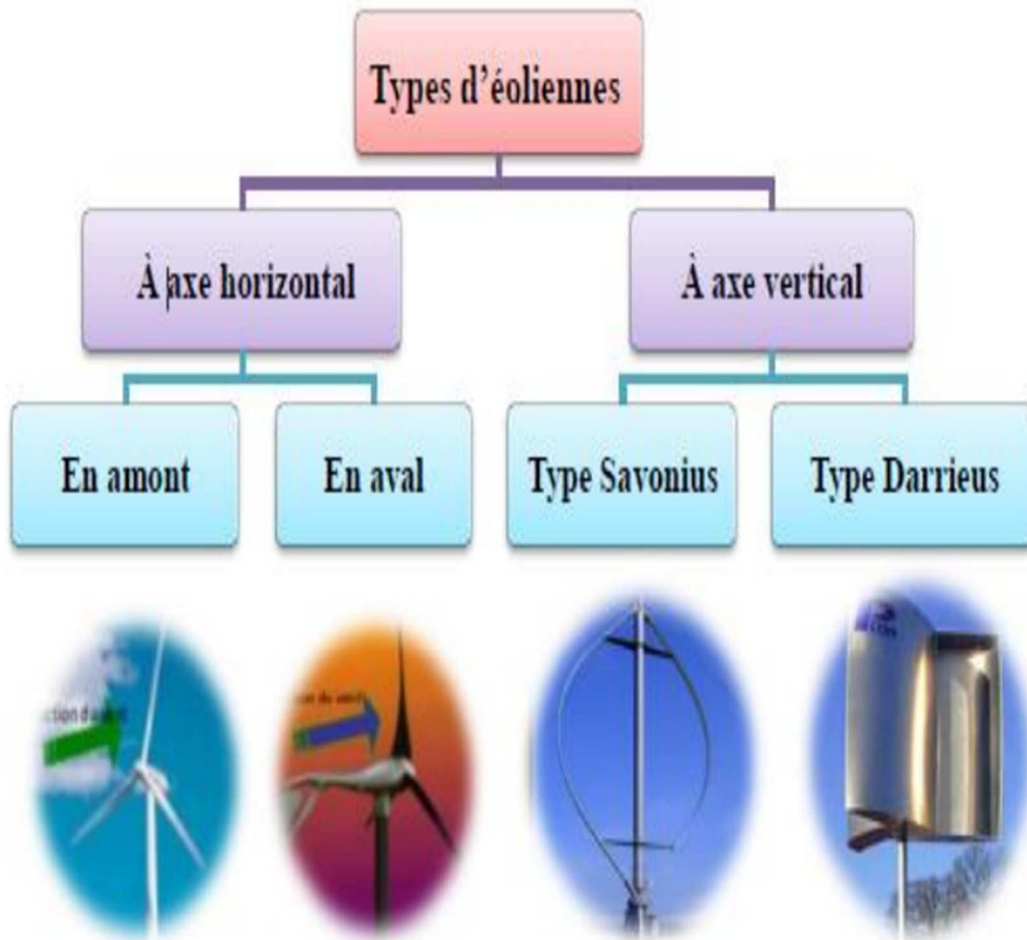 Types d’éoliennes
À axe horizontal
À axe vertical
En amont
En aval
Type Savonius
Type Darrieus